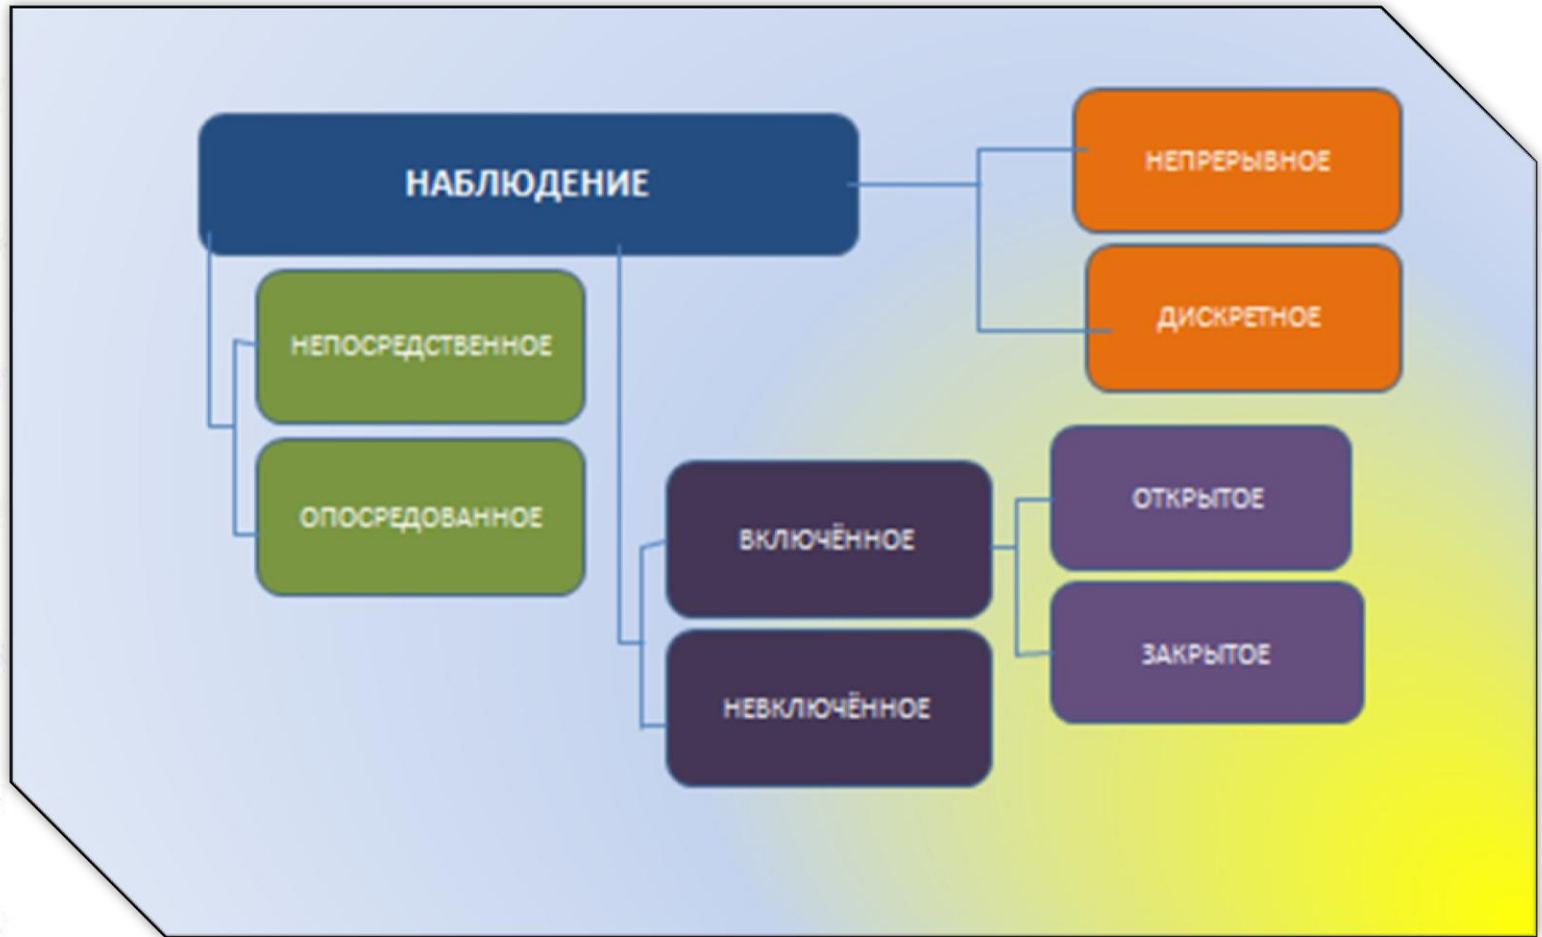 НАБЛЮДЕНИЕ
НЕПРЕРЫВНОЕ
ДИСКРЕТНОЕ
НЕПОСРЕДСТВЕННОЕ
ОПОСРЕДОВАННОЕ
ВКЛЮЧЁННОЕ
НЕВКЛЮЧЁННОЕ
ОТКРЫТОЕ
ЗАКРЫТОЕ